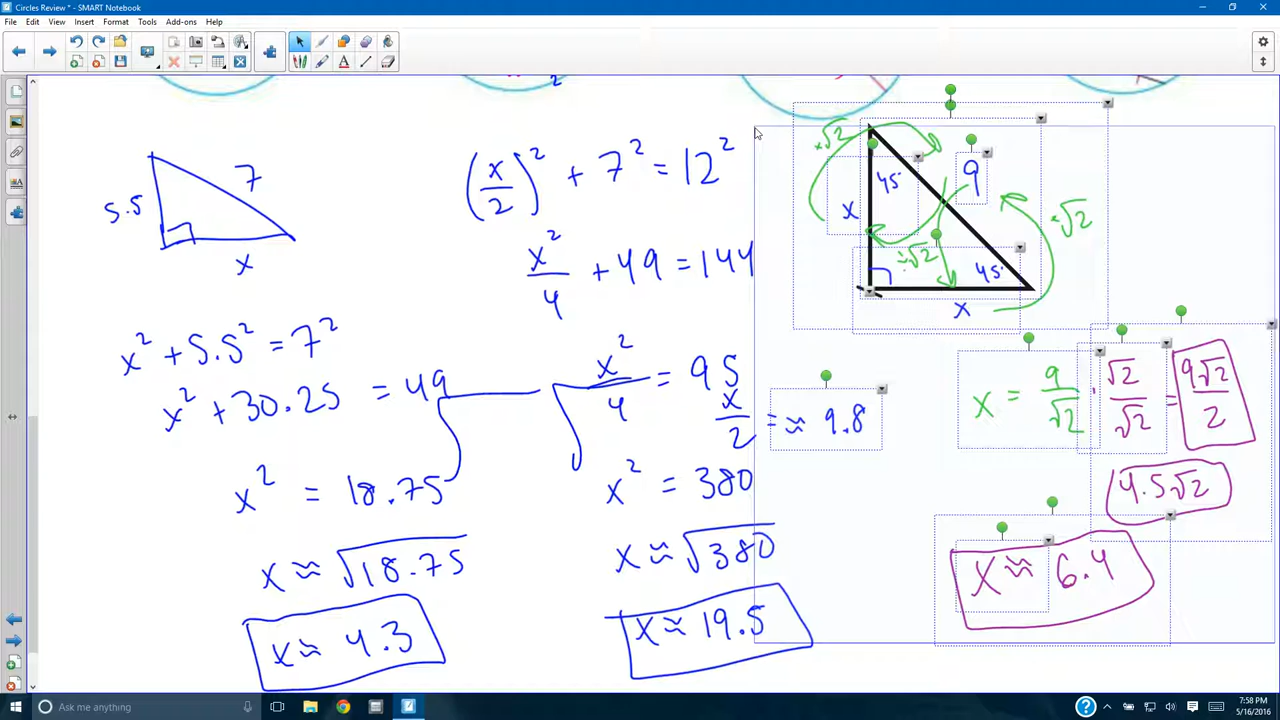 Circles Review* - SMART Notebook
File Edit View Insert Format Tools Add-ons Help
2
7
5.5
x
x² + 5.5² = 7²
x² + 30.25 = 49
x² = 18.75
x ≈ √18.75
x ≈ 4.3
(x/2)² + 7² = 12²
x²/4 + 49 = 144
√x²/4 = 95
x/2 = ≈ 9.8
x² = 380
x ≈ √380
x ≈ 19.5
·√2
45°
9
x
÷√2
·√2
45°
x
x = 9/√2 · √2/√2 = 9√2/2
4.5√2
x ≈ 6.4
Ask me anything
7:58 PM
5/16/2016